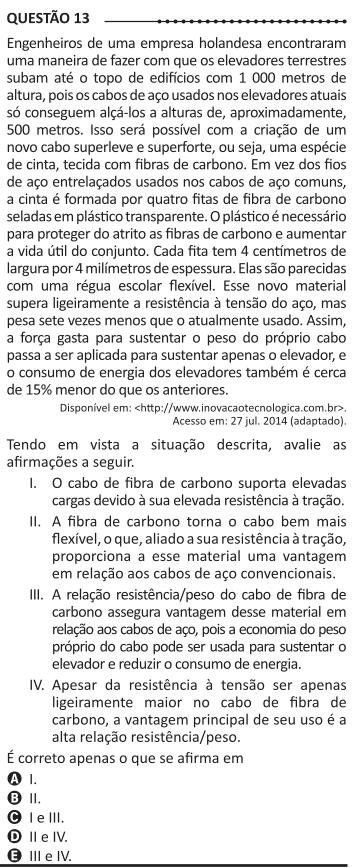 QUESTÃO 13
Engenheiros de uma empresa holandesa encontraram
uma maneira de fazer com que os elevadores terrestres
subam até o topo de edifícios com 1 000 metros de
altura, pois os cabos de aço usados nos elevadores atuais
só conseguem alçá-los a alturas de, aproximadamente,
500 metros. Isso será possível com a criação de um
novo cabo superleve e superforte, ou seja, uma espécie
de cinta, tecida com fibras de carbono. Em vez dos fios
de aço entrelaçados usados nos cabos de aço comuns,
a cinta é formada por quatro fitas de fibra de carbono
seladas em plástico transparente. O plástico é necessário
para proteger do atrito as fibras de carbono e aumentar
a vida útil do conjunto. Cada fita tem 4 centímetros de
largura por 4 milímetros de espessura. Elas são parecidas
com uma régua escolar flexível. Esse novo material
supera ligeiramente a resistência à tensão do aço, mas
pesa sete vezes menos que o atualmente usado. Assim,
a força gasta para sustentar o peso do próprio cabo
passa a ser aplicada para sustentar apenas o elevador, e
o consumo de energia dos elevadores também é cerca
de 15% menor do que os anteriores.
Disponível em: <http://www.inovacaotecnologica.com.br>.
Acesso em: 27 jul. 2014 (adaptado).
Tendo em vista a situação descrita, avalie as
afirmações a seguir.
I. O cabo de fibra de carbono suporta elevadas
cargas devido à sua elevada resistência à tração.
II. A fibra de carbono torna o cabo bem mais
flexível, o que, aliado a sua resistência à tração,
proporciona a esse material uma vantagem
em relação aos cabos de aço convencionais.
III. A relação resistência/peso do cabo de fibra de
carbono assegura vantagem desse material em
relação aos cabos de aço, pois a economia do peso
próprio do cabo pode ser usada para sustentar o
elevador e reduzir o consumo de energia.
IV. Apesar da resistência à tensão ser apenas
ligeiramente maior no cabo de fibra de
carbono, a vantagem principal de seu uso é a
alta relação resistência/peso.
É correto apenas o que se afirma em
A I.
B II.
C I e III.
D II e IV.
E III e IV.